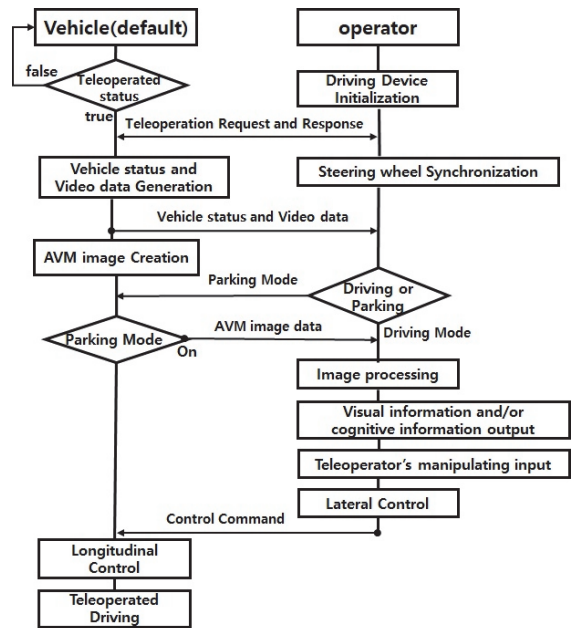 Vehicle(default)
operator
false
Teleoperated
status
Driving Device
Initialization
true
Teleoperation Request and Response
Vehicle status and
Video data Generation
Steering wheel Synchronization
Vehicle status and Video data
AVM image Creation
Parking Mode
Driving or
Parking
Parking Mode
On
AVM image data
Driving Mode
Image processing
Visual information and/or
cognitive information output
Teleoperator's manipulating input
Lateral Control
Control Command
Longitudinal
Control
Teleoperated
Driving